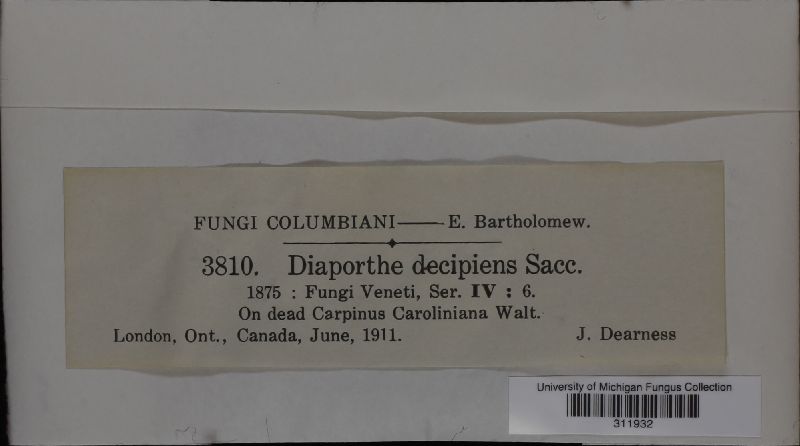 FUNGI COLUMBIANI—E. Bartholomew.
3810. Diaporthe decipiens Sacc.
1875 : Fungi Veneti, Ser. IV : 6.
On dead Carpinus Caroliniana Walt.
London, Ont., Canada, June, 1911. J. Dearness
University of Michigan Fungus Collection
311932